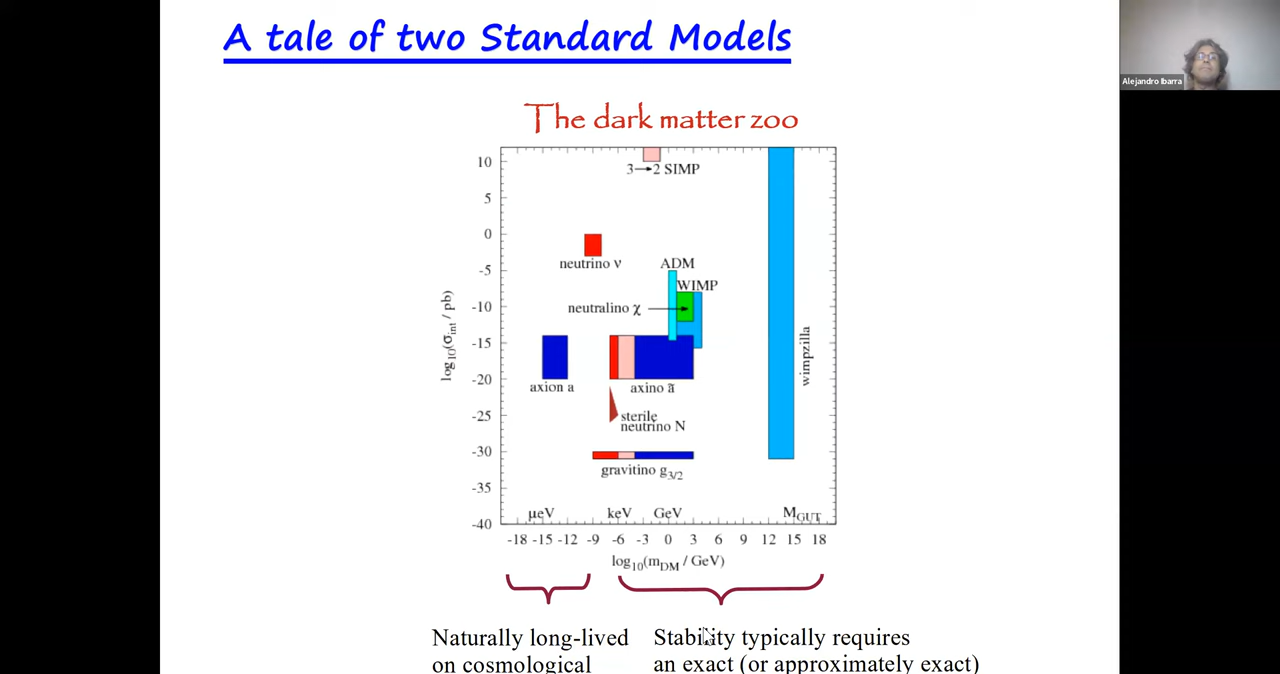 A tale of two Standard Models
Alejandro Ibarra
The dark matter zoo
10
3→2 SIMP
5
0
neutrino ν
ADM
-5
WIMP
neutralino χ
-10
log10(σint / pb)
-15
wimpzilla
-20
axion a
axino ã
-25
sterile
neutrino N
-30
gravitino g3/2
-35
μeV keV GeV MGUT
-40
-18 -15 -12 -9 -6 -3 0 3 6 9 12 15 18
log10(mDM / GeV)
Naturally long-lived
on cosmological
Stability typically requires
an exact (or approximately exact)